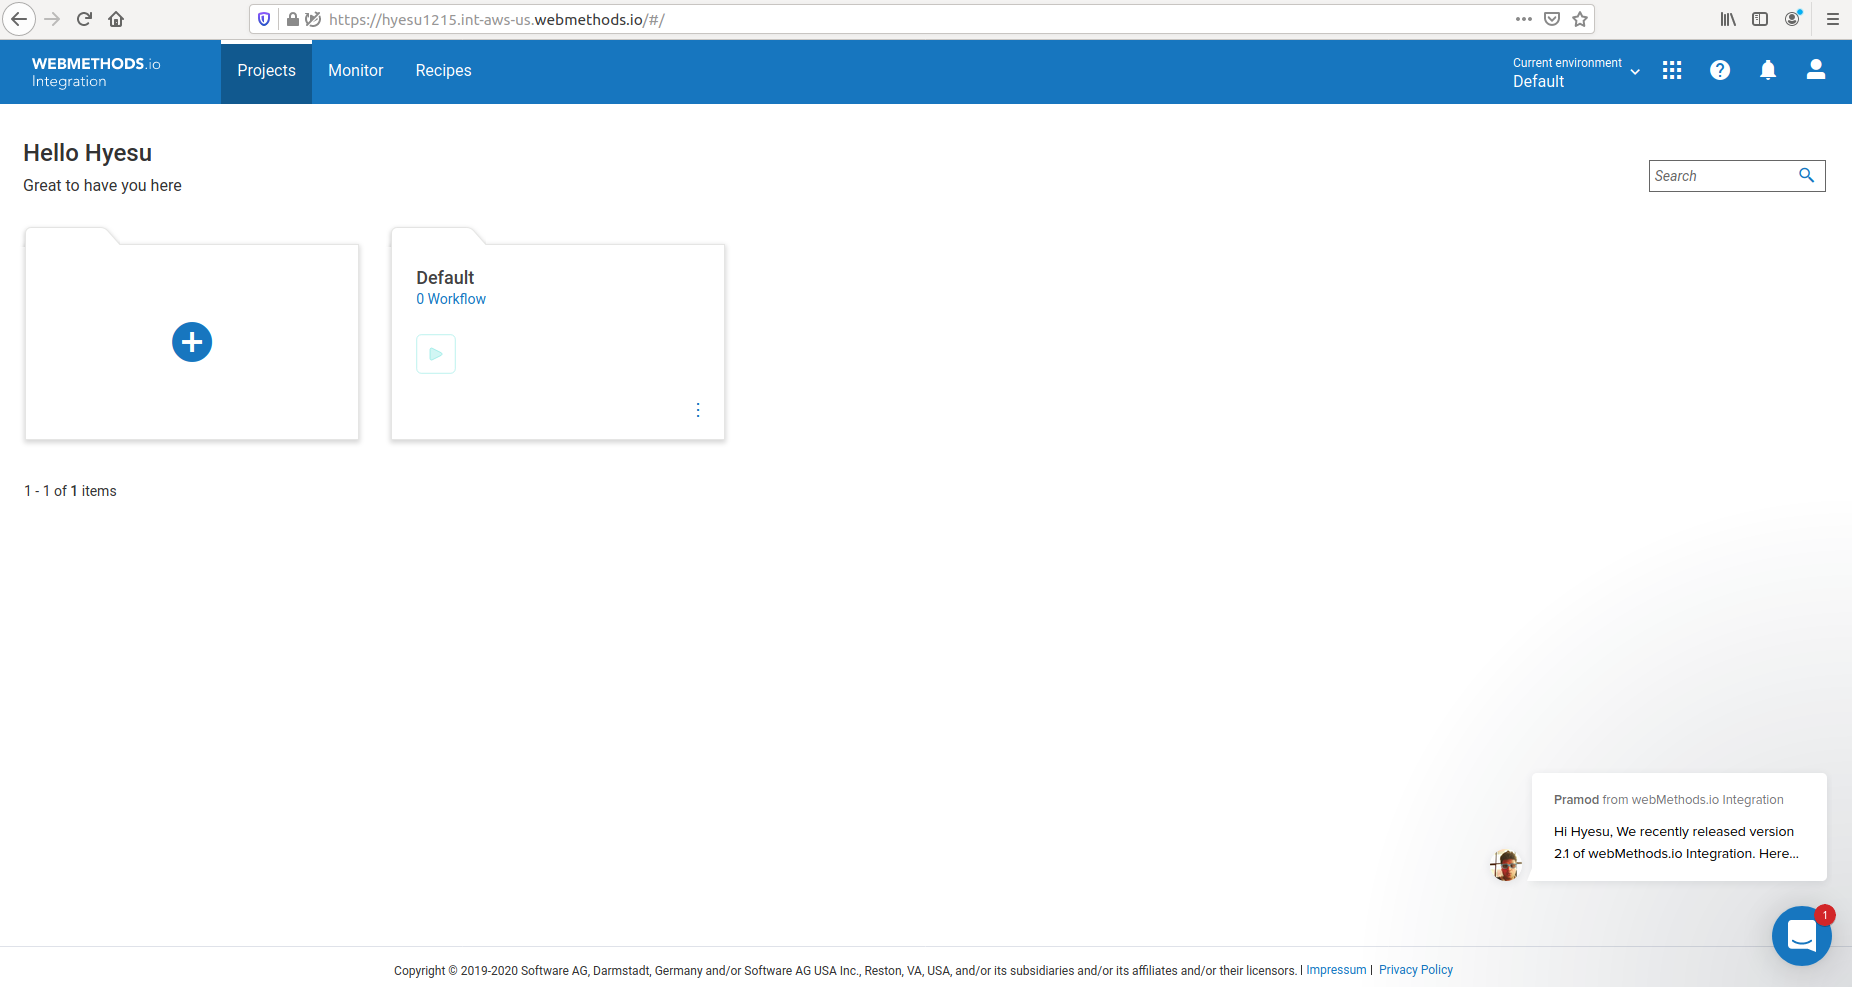 https://hyesu1215.int-aws-us.webmethods.io/#/
WEBMETHODS.io
Integration
Projects
Monitor
Recipes
Current environment
Default
Hello Hyesu
Great to have you here
Search
Default
0 Workflow
1 - 1 of 1 items
Pramod from webMethods.io Integration
Hi Hyesu, We recently released version
2.1 of webMethods.io Integration. Here...
1
Copyright © 2019-2020 Software AG, Darmstadt, Germany and/or Software AG USA Inc., Reston, VA, USA, and/or its subsidiaries and/or its affiliates and/or their licensors. | Impressum | Privacy Policy